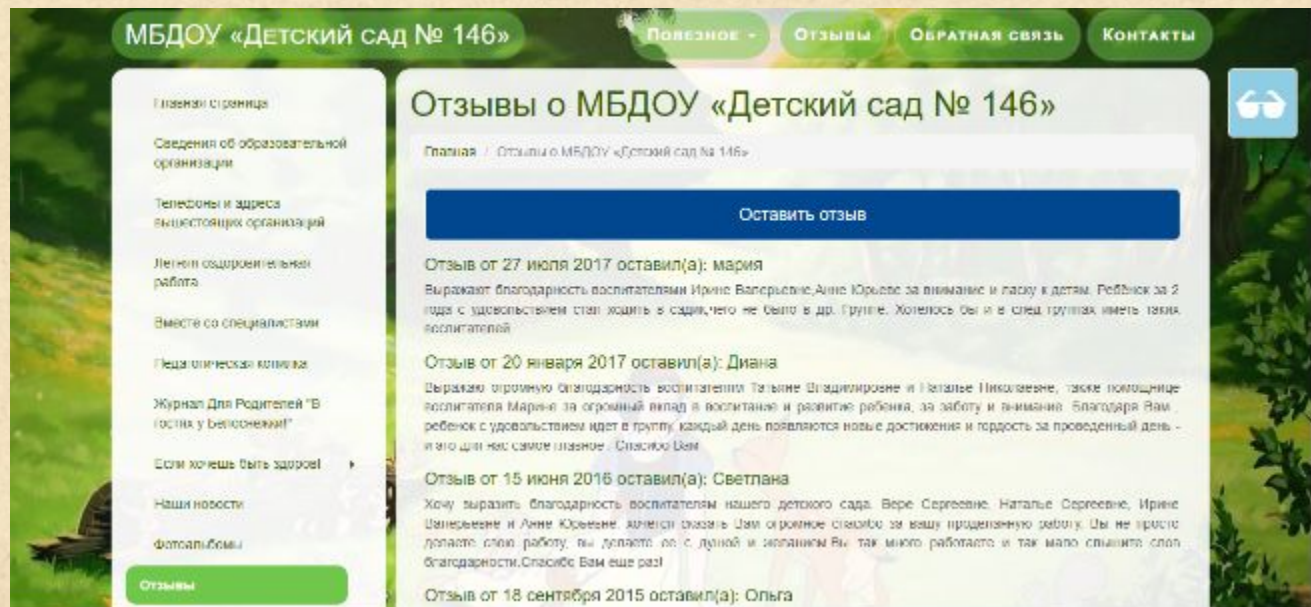 МБДОУ «Детский сад № 146»
Полезное
Отзывы
Обратная связь
Контакты
Главная страница
Сведения об образовательной
организации
Телефоны и адреса
вышестоящих организаций
Летняя оздоровительная
работа
Вместе со специалистами
Педагогическая копилка
Журнал Для Родителей "В
гостях у Белоснежки!"
Если хочешь быть здоров!
Наши новости
Фотоальбомы
Отзывы
Отзывы о МБДОУ «Детский сад № 146»
Главная / Отзывы о МБДОУ «Детский сад № 146»
Оставить отзыв
Отзыв от 27 июля 2017 оставил(а): мария
Выражают благодарность воспитателями Ирине Валерьевне,Анне Юрьеве за внимание и ласку к детям. Ребёнок за 2
года с удовольствием стал ходить в садик,чего не было в др. Группе. Хотелось бы и в след группах иметь таких
воспитателей
Отзыв от 20 января 2017 оставил(а): Диана
Выражаю огромную благодарность воспитателям Татьяне Владимировне и Наталье Николаевне, также помощнице
воспитателя Марине за огромный вклад в воспитание и развитие ребенка, за заботу и внимание. Благодаря Вам ,
ребенок с удовольствием идет в группу, каждый день появляются новые достижения и гордость за проведенный день -
и это для нас самое главное . Спасибо Вам
Отзыв от 15 июня 2016 оставил(а): Светлана
Хочу выразить благодарность воспитателям нашего детского сада. Вере Сергеевне, Наталье Сергеевне, Ирине
Валерьевне и Анне Юрьевне, хочется сказать Вам огромное спасибо за вашу проделанную работу. Вы не просто
делаете свою работу, вы делаете ее с душой и желанием.Вы так много работаете и так мало слышите слов
благодарности.Спасибо Вам еще раз!
Отзыв от 18 сентября 2015 оставил(а): Ольга